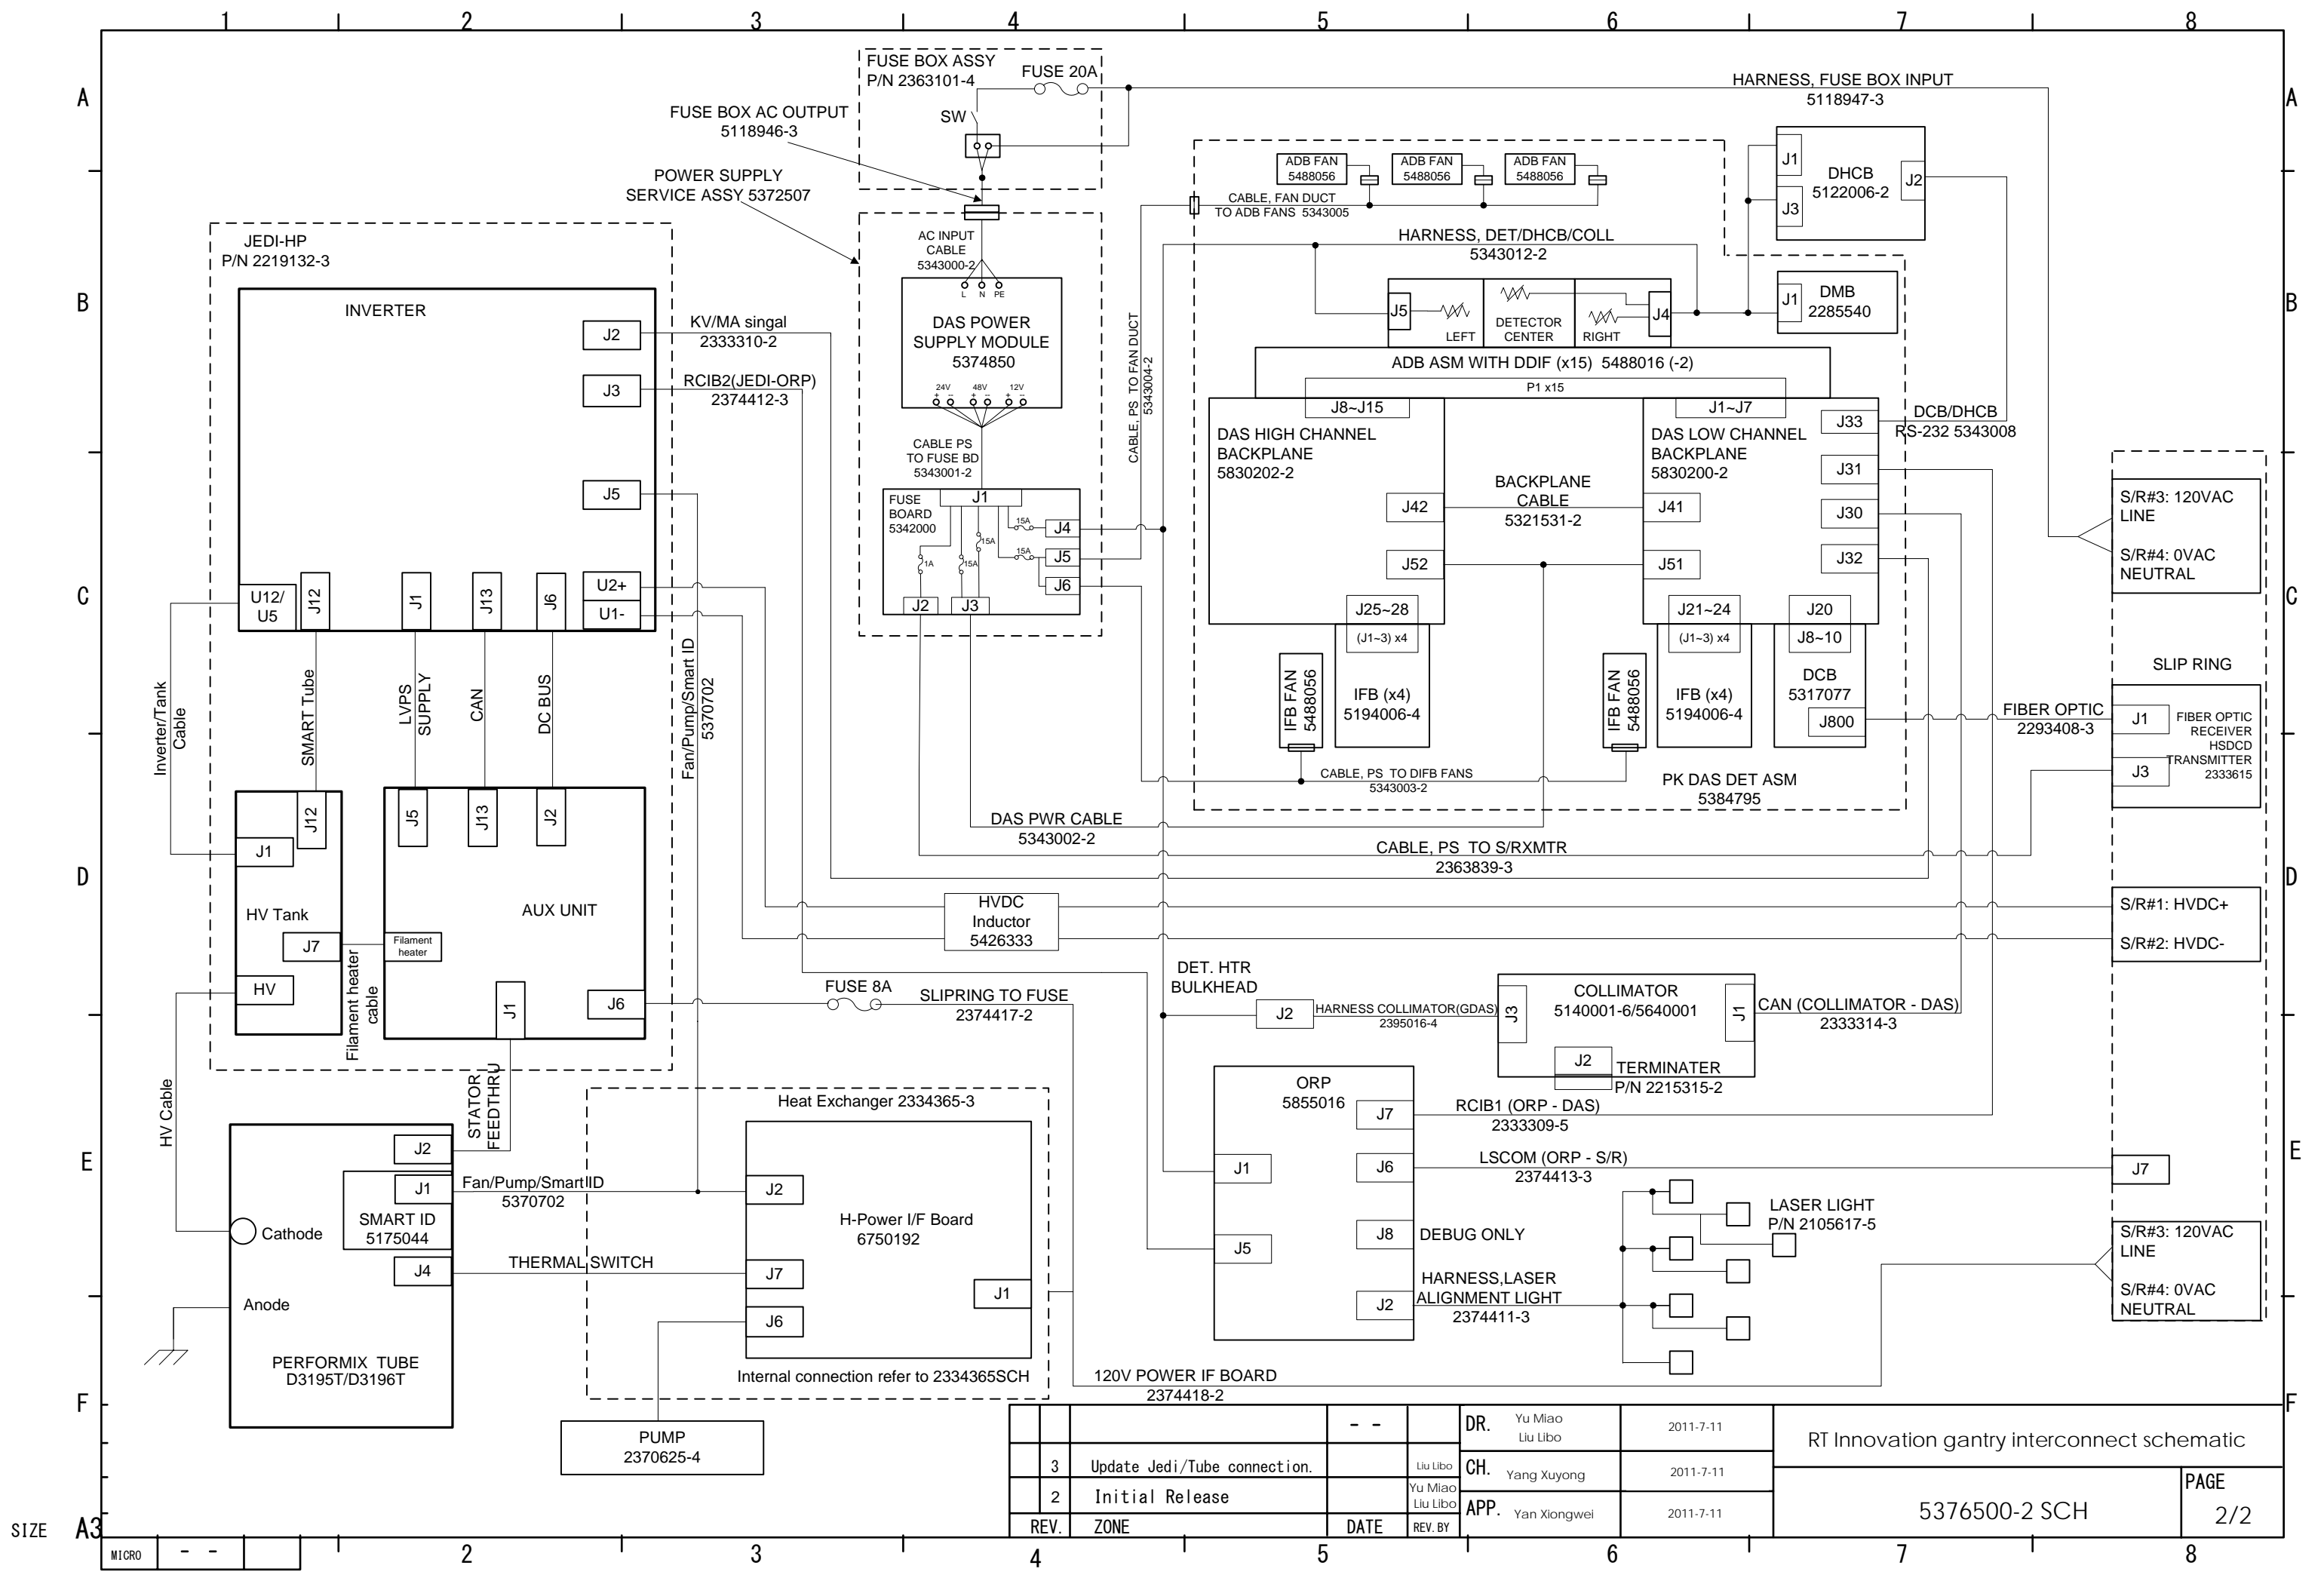 1 2 3 4 5 6 7 8
A A
B B
C C
D D
E E
F F
FUSE BOX ASSY
P/N 2363101-4
FUSE 20A
SW
HARNESS, FUSE BOX INPUT
5118947-3
FUSE BOX AC OUTPUT
5118946-3
POWER SUPPLY
SERVICE ASSY 5372507
JEDI-HP
P/N 2219132-3
INVERTER
J2
J3
J5
U2+
U1-
U12/
U5
J12
J1
J13
J6
KV/MA singal
2333310-2
RCIB2(JEDI-ORP)
2374412-3
Fan/Pump/Smart ID
5370702
Inverter/Tank
Cable
SMART Tube
LVPS
SUPPLY
CAN
DC BUS
J12
J1
HV Tank
J7
HV
J5
J13
J2
AUX UNIT
Filament
heater
J1
J6
Filament heater
cable
HV Cable
STATOR
FEEDTHRU
AC INPUT
CABLE
5343000-2
L N PE
DAS POWER
SUPPLY MODULE
5374850
24V 48V 12V
+ - + - + -
CABLE PS
TO FUSE BD
5343001-2
FUSE
BOARD
5342000
J1
15A
15A
15A
1A
15A
J4
J5
J6
J2
J3
CABLE, PS TO FAN DUCT
5343004-2
ADB FAN
5488056
ADB FAN
5488056
ADB FAN
5488056
CABLE, FAN DUCT
TO ADB FANS 5343005
HARNESS, DET/DHCB/COLL
5343012-2
J1
J3
DHCB
5122006-2
J2
J1
DMB
2285540
J5
LEFT
DETECTOR
CENTER
RIGHT
J4
ADB ASM WITH DDIF (x15) 5488016 (-2)
P1 x15
J8~J15
J1~J7
DAS HIGH CHANNEL
BACKPLANE
5830202-2
DAS LOW CHANNEL
BACKPLANE
5830200-2
J33
J31
J30
J32
DCB/DHCB
RS-232 5343008
BACKPLANE
CABLE
5321531-2
J42
J41
J52
J51
J25~28
(J1~3) x4
J21~24
(J1~3) x4
J20
J8~10
IFB FAN
5488056
IFB (x4)
5194006-4
IFB FAN
5488056
IFB (x4)
5194006-4
DCB
5317077
J800
CABLE, PS TO DIFB FANS
5343003-2
PK DAS DET ASM
5384795
FIBER OPTIC
2293408-3
S/R#3: 120VAC
LINE
S/R#4: 0VAC
NEUTRAL
SLIP RING
J1
J3
FIBER OPTIC
RECEIVER
HSDCD
TRANSMITTER
2333615
S/R#1: HVDC+
S/R#2: HVDC-
J7
S/R#3: 120VAC
LINE
S/R#4: 0VAC
NEUTRAL
DAS PWR CABLE
5343002-2
CABLE, PS TO S/RXMTR
2363839-3
HVDC
Inductor
5426333
FUSE 8A
SLIPRING TO FUSE
2374417-2
DET. HTR
BULKHEAD
J2
HARNESS COLLIMATOR(GDAS)
2395016-4
J3
COLLIMATOR
5140001-6/5640001
J1
J2
TERMINATER
P/N 2215315-2
CAN (COLLIMATOR - DAS)
2333314-3
ORP
5855016
J7
J6
J8
J2
J1
J5
RCIB1 (ORP - DAS)
2333309-5
LSCOM (ORP - S/R)
2374413-3
DEBUG ONLY
HARNESS,LASER
ALIGNMENT LIGHT
2374411-3
LASER LIGHT
P/N 2105617-5
J2
J1
SMART ID
5175044
J4
Cathode
Anode
PERFORMIX TUBE
D3195T/D3196T
Fan/Pump/Smart ID
5370702
THERMAL SWITCH
Heat Exchanger 2334365-3
J2
H-Power I/F Board
6750192
J7
J6
J1
Internal connection refer to 2334365SCH
PUMP
2370625-4
120V POWER IF BOARD
2374418-2
- -
3 Update Jedi/Tube connection. Liu Libo
2 Initial Release Yu Miao
Liu Libo
REV. ZONE DATE REV. BY
DR. Yu Miao
Liu Libo
2011-7-11
CH. Yang Xuyong 2011-7-11
APP. Yan Xiongwei 2011-7-11
RT Innovation gantry interconnect schematic
5376500-2 SCH
PAGE
2/2
SIZE A3
MICRO - -
2 3 4 5 6 7 8